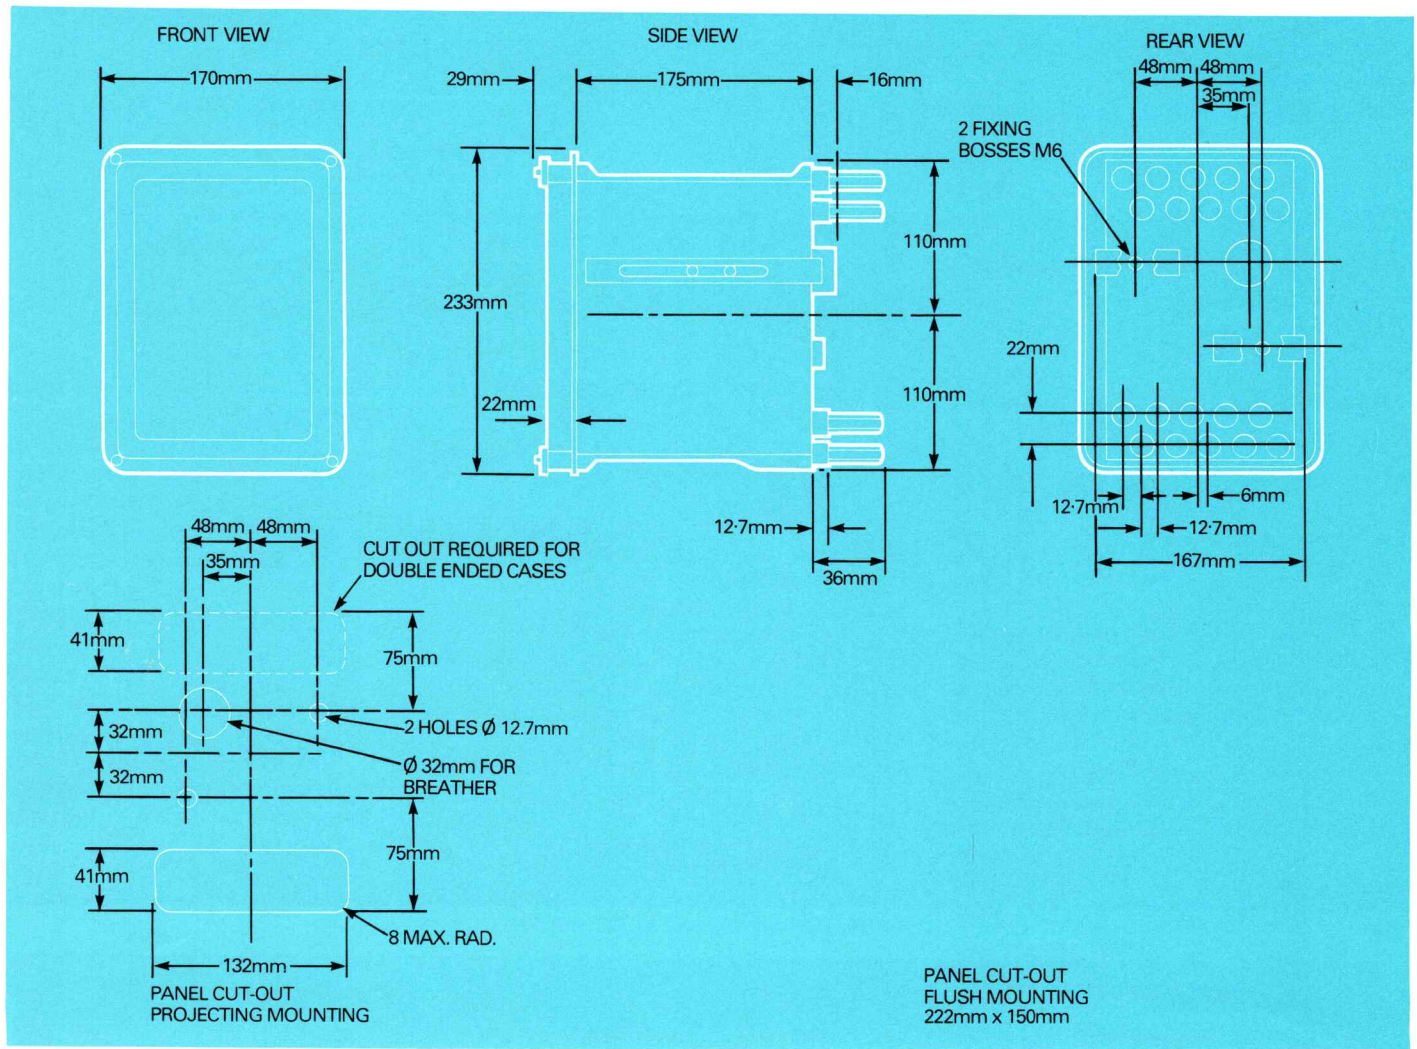 FRONT VIEW
170mm
SIDE VIEW
29mm
175mm
16mm
233mm
22mm
110mm
110mm
12·7mm
36mm
REAR VIEW
48mm
48mm
35mm
2 FIXING
BOSSES M6
22mm
12·7mm
6mm
12·7mm
167mm
48mm
48mm
35mm
CUT OUT REQUIRED FOR
DOUBLE ENDED CASES
41mm
75mm
32mm
2 HOLES Ø 12.7mm
32mm
Ø 32mm FOR
BREATHER
41mm
75mm
8 MAX. RAD.
132mm
PANEL CUT-OUT
PROJECTING MOUNTING
PANEL CUT-OUT
FLUSH MOUNTING
222mm x 150mm